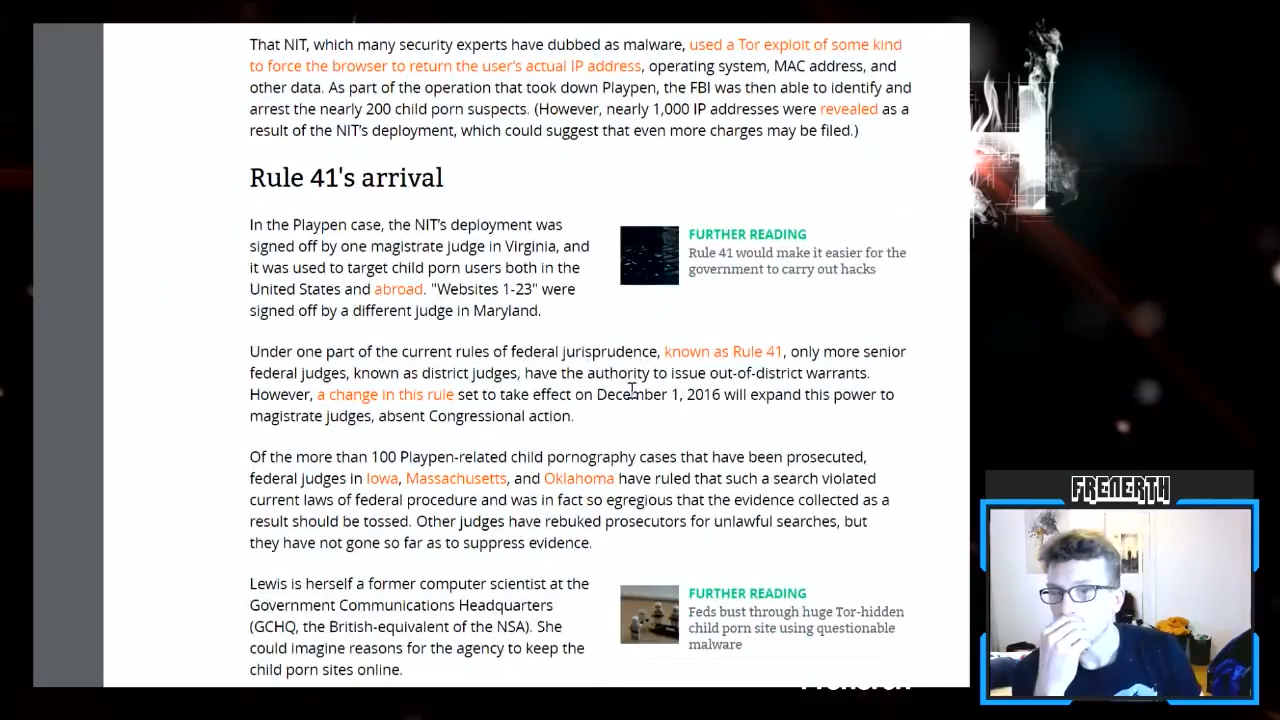 That NIT, which many security experts have dubbed as malware, used a Tor exploit of some kind
to force the browser to return the user's actual IP address, operating system, MAC address, and
other data. As part of the operation that took down Playpen, the FBI was then able to identify and
arrest the nearly 200 child porn suspects. (However, nearly 1,000 IP addresses were revealed as a
result of the NIT's deployment, which could suggest that even more charges may be filed.)
Rule 41's arrival
In the Playpen case, the NIT's deployment was
signed off by one magistrate judge in Virginia, and
it was used to target child porn users both in the
United States and abroad. "Websites 1-23" were
signed off by a different judge in Maryland.
FURTHER READING
Rule 41 would make it easier for the
government to carry out hacks
Under one part of the current rules of federal jurisprudence, known as Rule 41, only more senior
federal judges, known as district judges, have the authority to issue out-of-district warrants.
However, a change in this rule set to take effect on December 1, 2016 will expand this power to
magistrate judges, absent Congressional action.
Of the more than 100 Playpen-related child pornography cases that have been prosecuted,
federal judges in Iowa, Massachusetts, and Oklahoma have ruled that such a search violated
current laws of federal procedure and was in fact so egregious that the evidence collected as a
result should be tossed. Other judges have rebuked prosecutors for unlawful searches, but
they have not gone so far as to suppress evidence.
Lewis is herself a former computer scientist at the
Government Communications Headquarters
(GCHQ, the British-equivalent of the NSA). She
could imagine reasons for the agency to keep the
child porn sites online.
FURTHER READING
Feds bust through huge Tor-hidden
child porn site using questionable
malware
FRENERTH